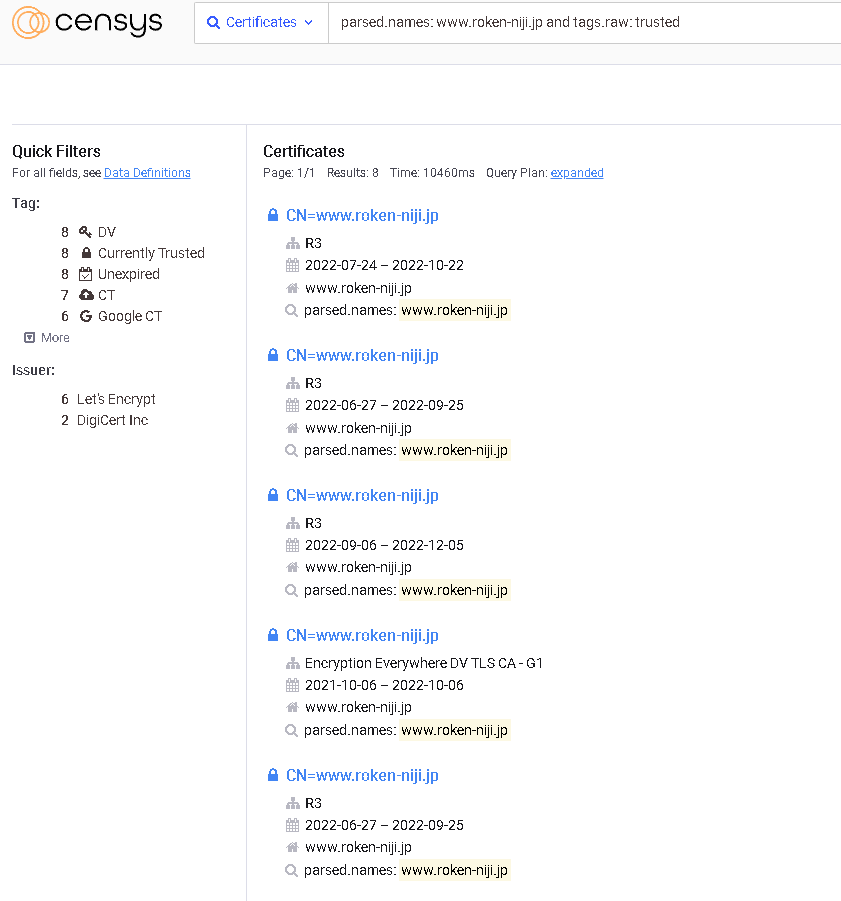 censys
Certificates parsed.names: www.roken-niji.jp and tags.raw: trusted
Quick Filters
For all fields, see Data Definitions
Tag:
8 DV
8 Currently Trusted
8 Unexpired
7 CT
6 Google CT
More
Issuer:
6 Let's Encrypt
2 DigiCert Inc
Certificates
Page: 1/1 Results: 8 Time: 10460ms Query Plan: expanded
CN=www.roken-niji.jp
R3
2022-07-24 – 2022-10-22
www.roken-niji.jp
parsed.names: www.roken-niji.jp
CN=www.roken-niji.jp
R3
2022-06-27 – 2022-09-25
www.roken-niji.jp
parsed.names: www.roken-niji.jp
CN=www.roken-niji.jp
R3
2022-09-06 – 2022-12-05
www.roken-niji.jp
parsed.names: www.roken-niji.jp
CN=www.roken-niji.jp
Encryption Everywhere DV TLS CA - G1
2021-10-06 – 2022-10-06
www.roken-niji.jp
parsed.names: www.roken-niji.jp
CN=www.roken-niji.jp
R3
2022-06-27 – 2022-09-25
www.roken-niji.jp
parsed.names: www.roken-niji.jp